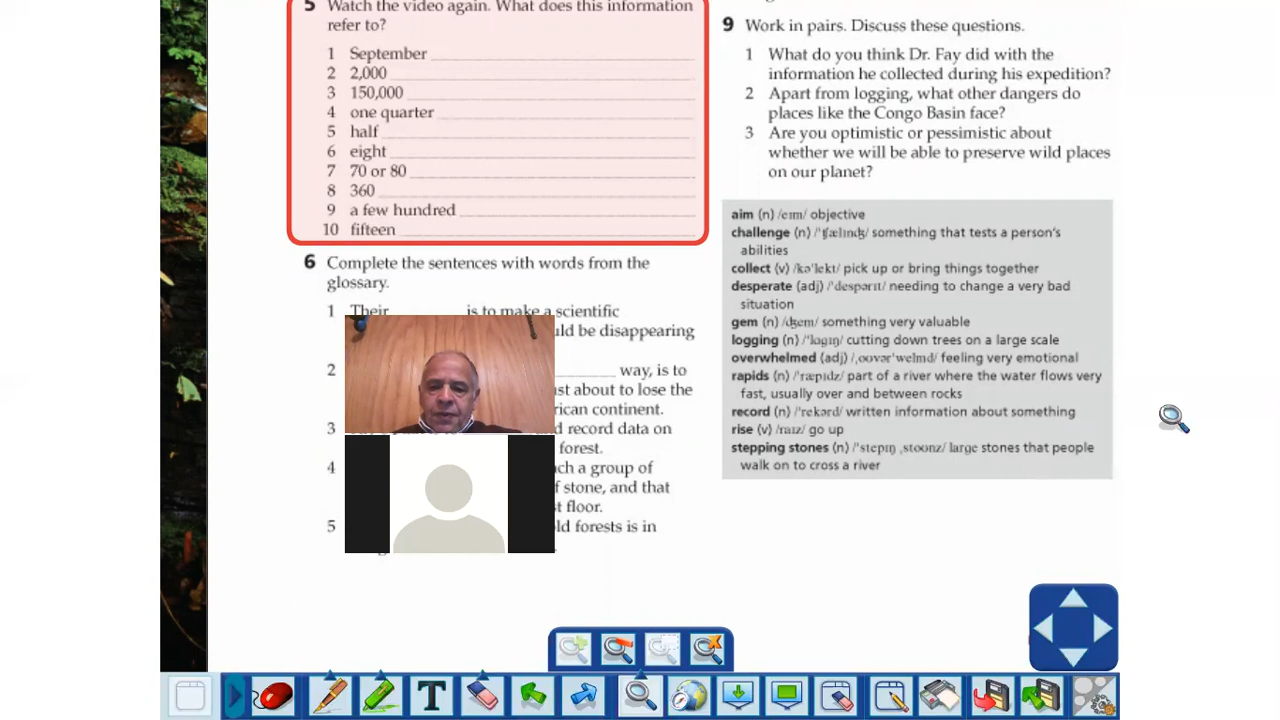 5 Watch the video again. What does this information
refer to?
1 September
2 2,000
3 150,000
4 one quarter
5 half
6 eight
7 70 or 80
8 360
9 a few hundred
10 fifteen
6 Complete the sentences with words from the
glossary.
1 Their is to make a scientific
be disappearing
2 way, is to
about to lose the
continent.
3 record data on
forest.
4 a group of
of stone, and that
floor.
5 forests is in
9 Work in pairs. Discuss these questions.
1 What do you think Dr. Fay did with the
information he collected during his expedition?
2 Apart from logging, what other dangers do
places like the Congo Basin face?
3 Are you optimistic or pessimistic about
whether we will be able to preserve wild places
on our planet?
aim (n) /eɪm/ objective
challenge (n) /ˈʧælɪnʤ/ something that tests a person's
abilities
collect (v) /kəˈlekt/ pick up or bring things together
desperate (adj) /ˈdespərɪt/ needing to change a very bad
situation
gem (n) /ʤem/ something very valuable
logging (n) /ˈlɒgɪŋ/ cutting down trees on a large scale
overwhelmed (adj) /ˌoʊvərˈwelmd/ feeling very emotional
rapids (n) /ˈræpɪdz/ part of a river where the water flows very
fast, usually over and between rocks
record (n) /ˈrekərd/ written information about something
rise (v) /raɪz/ go up
stepping stones (n) /ˈstepɪŋ ˌstoʊnz/ large stones that people
walk on to cross a river
T